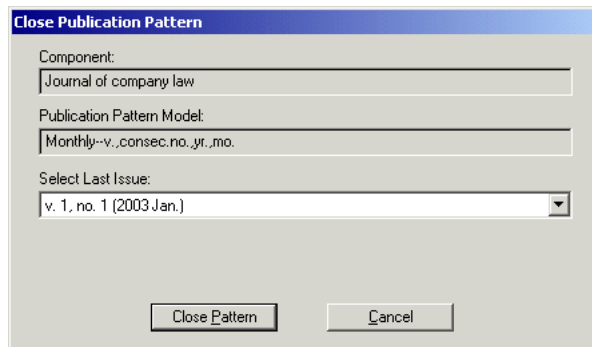 Close Publication Pattern
Component:
Journal of company law
Publication Pattern Model:
Monthly--v.,consec.no.,yr.,mo.
Select Last Issue:
v. 1, no. 1 (2003 Jan.)
Close Pattern
Cancel